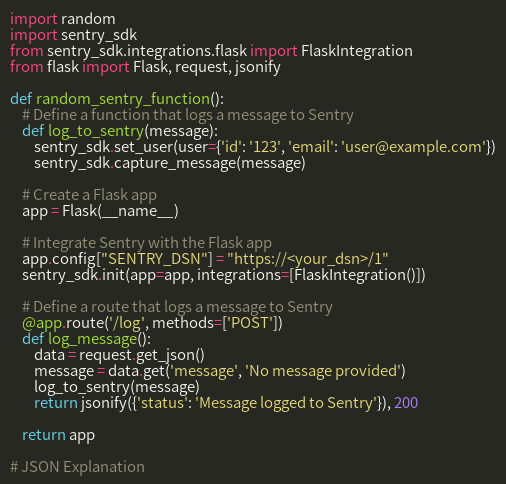 import random
import sentry_sdk
from sentry_sdk.integrations.flask import FlaskIntegration
from flask import Flask, request, jsonify

def random_sentry_function():
    # Define a function that logs a message to Sentry
    def log_to_sentry(message):
        sentry_sdk.set_user(user={'id': '123', 'email': 'user@example.com'})
        sentry_sdk.capture_message(message)

    # Create a Flask app
    app = Flask(__name__)

    # Integrate Sentry with the Flask app
    app.config["SENTRY_DSN"] = "https://<your_dsn>/1"
    sentry_sdk.init(app=app, integrations=[FlaskIntegration()])

    # Define a route that logs a message to Sentry
    @app.route('/log', methods=['POST'])
    def log_message():
        data = request.get_json()
        message = data.get('message', 'No message provided')
        log_to_sentry(message)
        return jsonify({'status': 'Message logged to Sentry'}), 200

    return app

# JSON Explanation